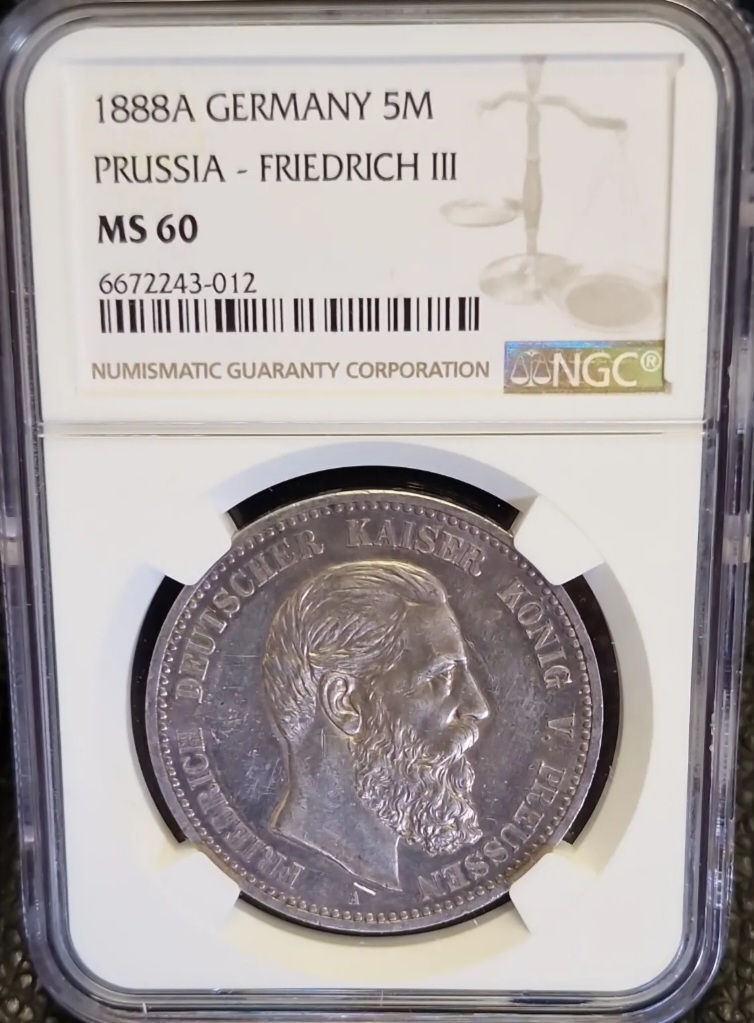 1888A GERMANY 5M
PRUSSIA - FRIEDRICH III
MS 60
6672243-012
NUMISMATIC GUARANTY CORPORATION
NGC®
FRIEDRICH DEUTSCHER KAISER KÖNIG V. PREUSSEN
A